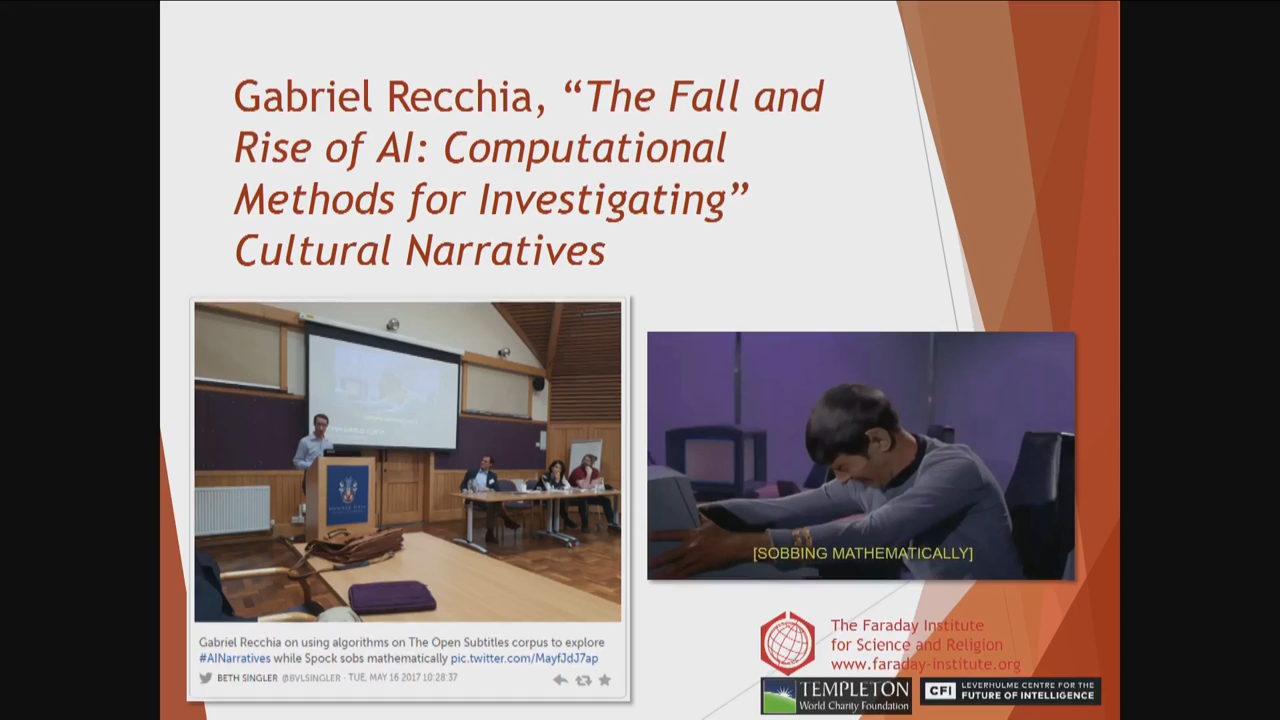 Gabriel Recchia, “The Fall and
Rise of AI: Computational
Methods for Investigating”
Cultural Narratives
[SOBBING MATHEMATICALLY]
Gabriel Recchia on using algorithms on The Open Subtitles corpus to explore
#AINarratives while Spock sobs mathematically pic.twitter.com/MayfJdJ7ap
BETH SINGLER @BVLSINGLER · TUE, MAY 16 2017 10:28:37
The Faraday Institute
for Science and Religion
www.faraday-institute.org
TEMPLETON
World Charity Foundation
CFI
LEVERHULME CENTRE FOR THE
FUTURE OF INTELLIGENCE